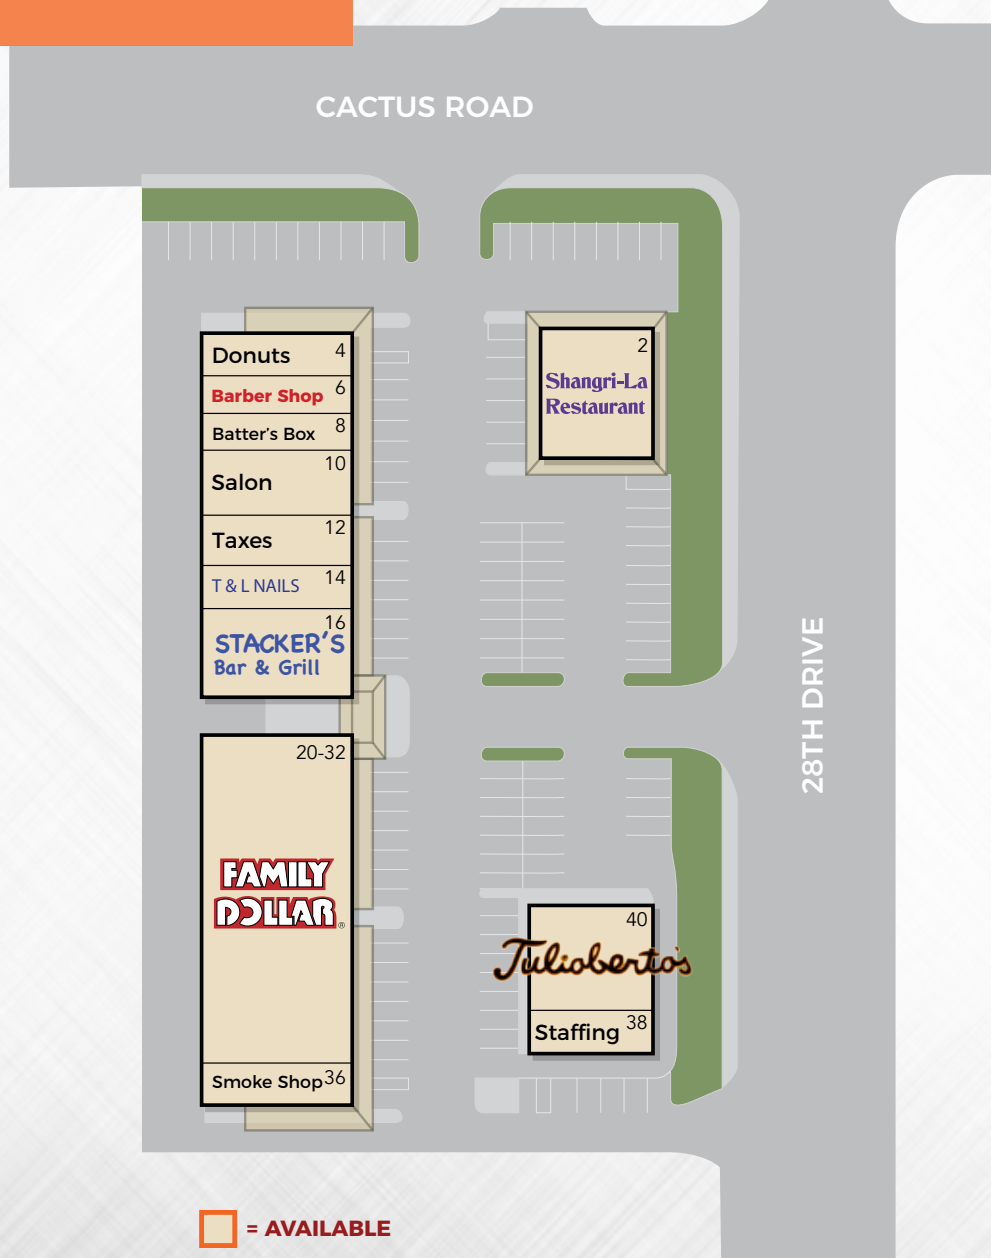 CACTUS ROAD
Donuts 4
Barber Shop 6
Batter's Box 8
10
Salon
12
Taxes
14
T & L NAILS
16
STACKER'S
Bar & Grill
20-32
FAMILY
DOLLAR®
Smoke Shop 36
2
Shangri-La
Restaurant
28TH DRIVE
40
Julioberto's
Staffing 38
= AVAILABLE